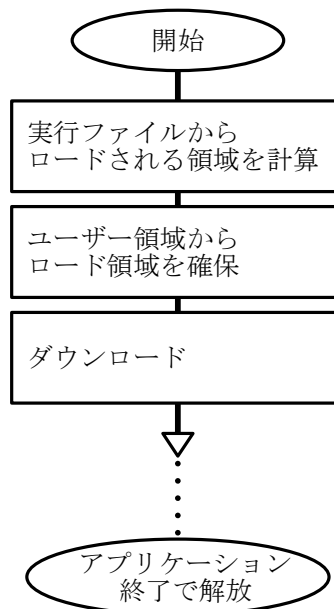 開始
実行ファイルから
ロードされる領域を計算
ユーザー領域から
ロード領域を確保
ダウンロード
アプリケーション
終了で解放